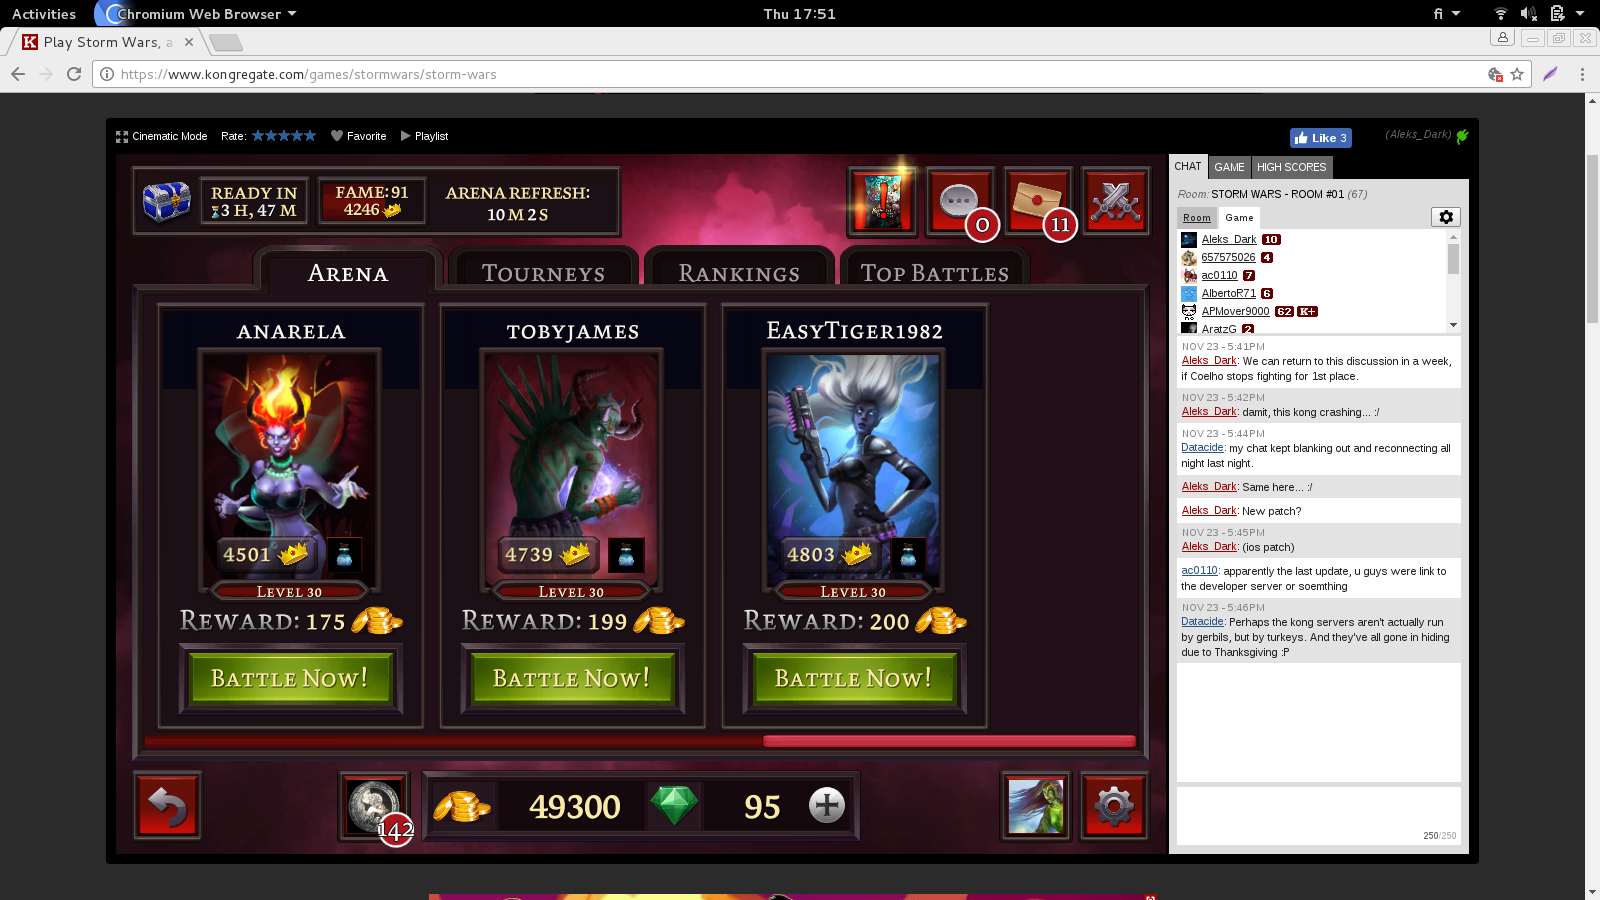 Activities
Chromium Web Browser
Thu 17:51
fi
Play Storm Wars, a
https://www.kongregate.com/games/stormwars/storm-wars
Cinematic Mode
Rate:
Favorite
Playlist
Like 3
(Aleks_Dark)
READY IN
3 H, 47 M
FAME: 91
4246
ARENA REFRESH:
10 M 2 S
0
11
ARENA
TOURNEYS
RANKINGS
TOP BATTLES
ANARELA
4501
LEVEL 30
REWARD: 175
BATTLE NOW!
TOBYJAMES
4739
LEVEL 30
REWARD: 199
BATTLE NOW!
EASYTIGER1982
4803
LEVEL 30
REWARD: 200
BATTLE NOW!
142
49300
95
CHAT
GAME
HIGH SCORES
Room: STORM WARS - ROOM #01 (67)
Room
Game
Aleks_Dark 10
657575026 4
ac0110 7
AlbertoR71 6
APMover9000 62 K+
AratzG 2
NOV 23 - 5:41PM
Aleks_Dark: We can return to this discussion in a week,
if Coelho stops fighting for 1st place.
NOV 23 - 5:42PM
Aleks_Dark: damit, this kong crashing... :/
NOV 23 - 5:44PM
Datacide: my chat kept blanking out and reconnecting all
night last night.
Aleks_Dark: Same here... :/
Aleks_Dark: New patch?
NOV 23 - 5:45PM
Aleks_Dark: (ios patch)
ac0110: apparently the last update, u guys were link to
the developer server or soemthing
NOV 23 - 5:46PM
Datacide: Perhaps the kong servers aren't actually run
by gerbils, but by turkeys. And they've all gone in hiding
due to Thanksgiving :P
250/250